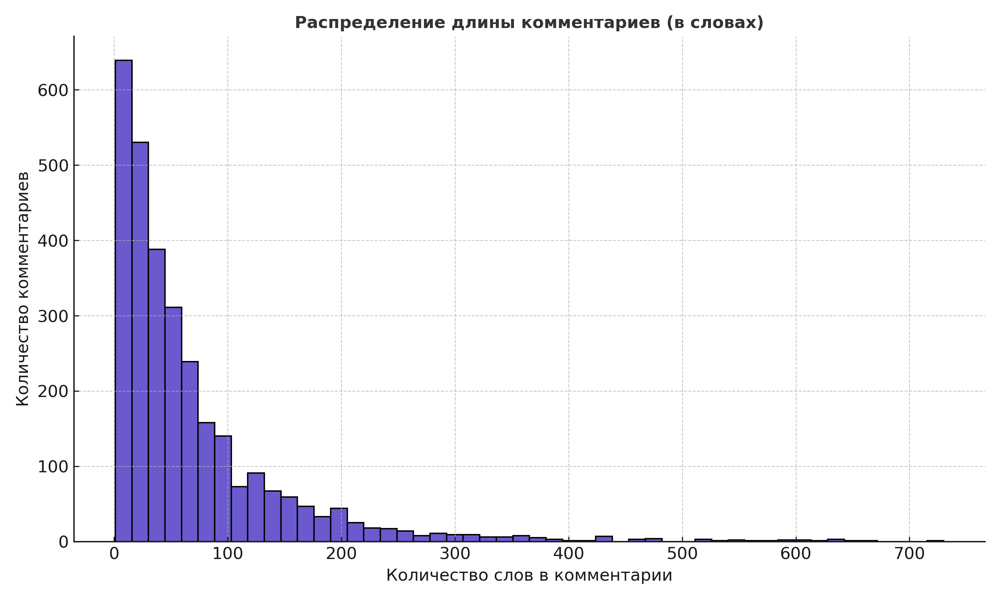 Распределение длины комментариев (в словах)
Количество комментариев
600
500
400
300
200
100
0
0 100 200 300 400 500 600 700
Количество слов в комментарии